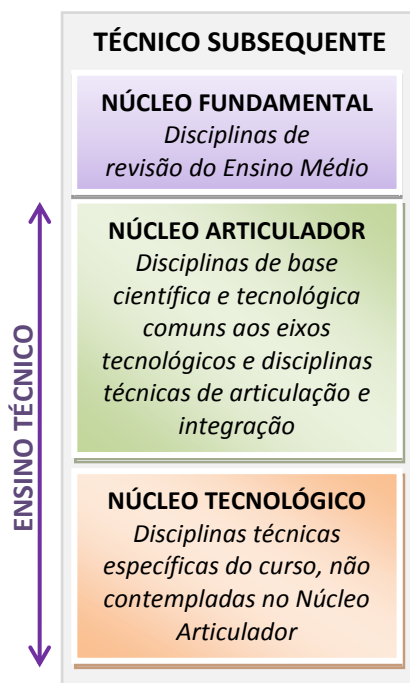 TÉCNICO SUBSEQUENTE
NÚCLEO FUNDAMENTAL
Disciplinas de
revisão do Ensino Médio
ENSINO TÉCNICO
NÚCLEO ARTICULADOR
Disciplinas de base
científica e tecnológica
comuns aos eixos
tecnológicos e disciplinas
técnicas de articulação e
integração
NÚCLEO TECNOLÓGICO
Disciplinas técnicas
específicas do curso, não
contempladas no Núcleo
Articulador